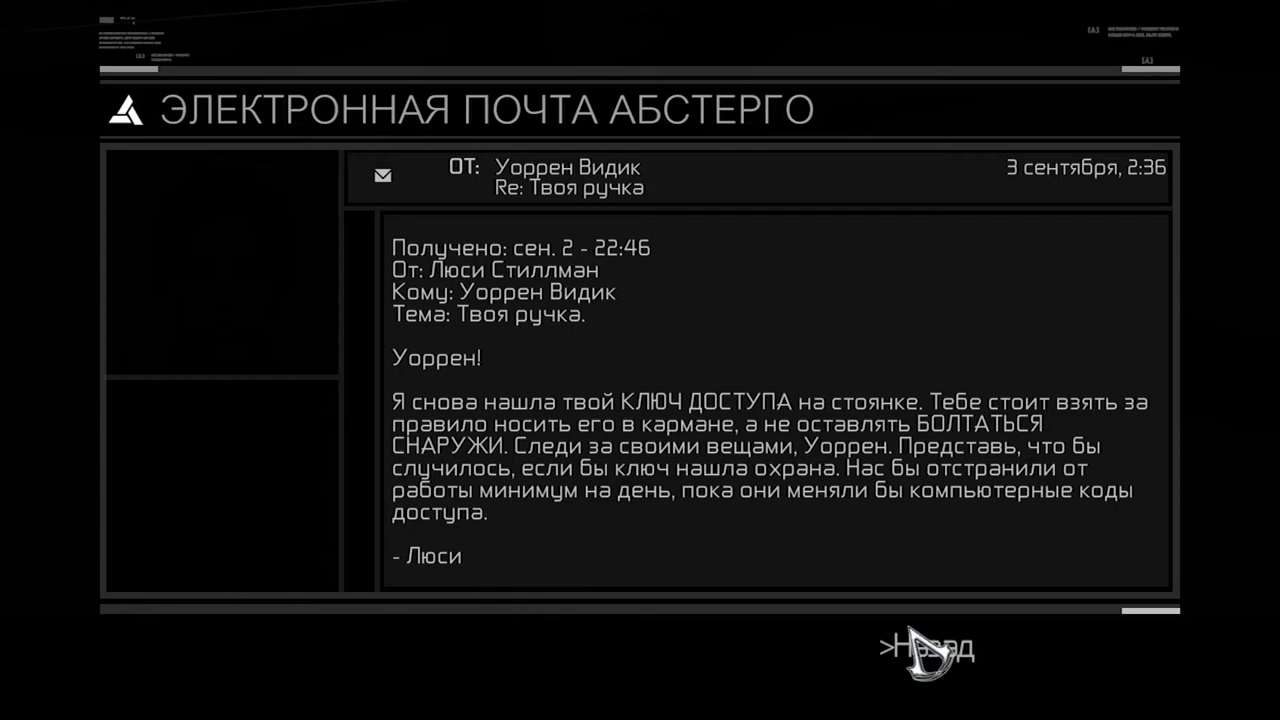 ЭЛЕКТРОННАЯ ПОЧТА АБСТЕРГО
ОТ: Уоррен Видик 3 сентября, 2:36
Re: Твоя ручка
Получено: сен. 2 - 22:46
От: Люси Стиллман
Кому: Уоррен Видик
Тема: Твоя ручка.
Уоррен!
Я снова нашла твой КЛЮЧ ДОСТУПА на стоянке. Тебе стоит взять за
правило носить его в кармане, а не оставлять БОЛТАТЬСЯ
СНАРУЖИ. Следи за своими вещами, Уоррен. Представь, что бы
случилось, если бы ключ нашла охрана. Нас бы отстранили от
работы минимум на день, пока они меняли бы компьютерные коды
доступа.
- Люси
>Назад